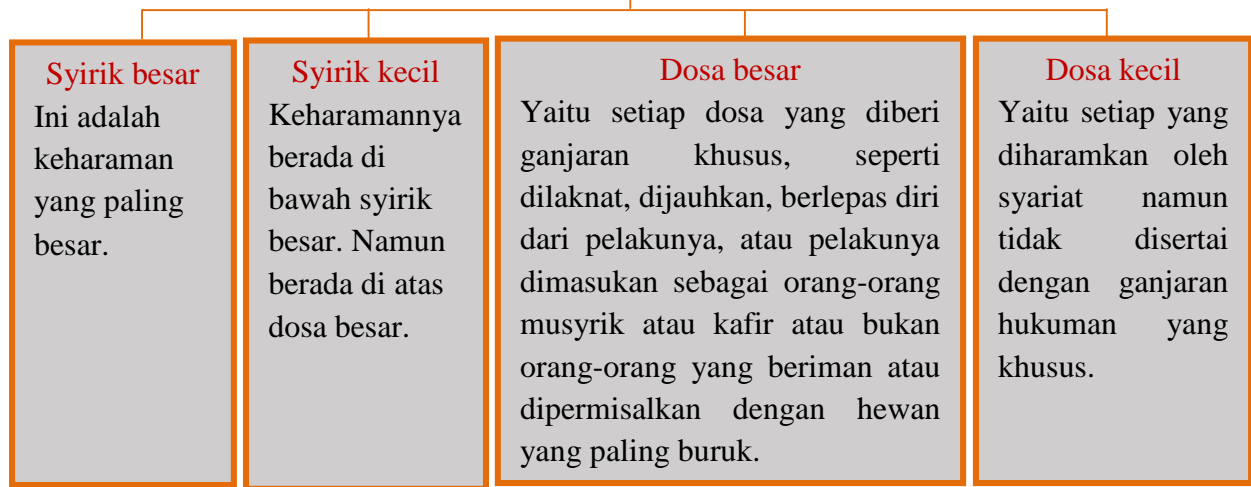 Syirik besar
Ini adalah
keharaman
yang paling
besar.
Syirik kecil
Keharamannya
berada di
bawah syirik
besar. Namun
berada di atas
dosa besar.
Dosa besar
Yaitu setiap dosa yang diberi
ganjaran khusus, seperti
dilaknat, dijauhkan, berlepas diri
dari pelakunya, atau pelakunya
dimasukan sebagai orang-orang
musyrik atau kafir atau bukan
orang-orang yang beriman atau
dipermisalkan dengan hewan
yang paling buruk.
Dosa kecil
Yaitu setiap yang
diharamkan oleh
syariat namun
tidak disertai
dengan ganjaran
hukuman yang
khusus.